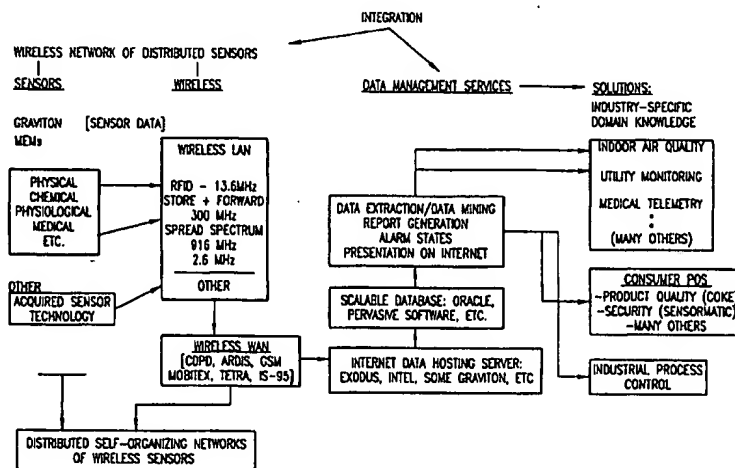 INTEGRATION
WIRELESS NETWORK OF DISTRIBUTED SENSORS
SENSORS
WIRELESS
DATA MANAGEMENT SERVICES
SOLUTIONS:
INDUSTRY-SPECIFIC
DOMAIN KNOWLEDGE
GRAVITON
MEMs
[SENSOR DATA]
PHYSICAL
CHEMICAL
PHYSIOLOGICAL
MEDICAL
ETC.
OTHER
ACQUIRED SENSOR
TECHNOLOGY
WIRELESS LAN
RFID - 13.6MHz
STORE + FORWARD
300 MHz
SPREAD SPECTRUM
916 MHz
2.6 MHz
OTHER
WIRELESS WAN
[CDPD, ARDIS, GSM
MOBITEX, TETRA, IS-95]
DISTRIBUTED SELF-ORGANIZING NETWORKS
OF WIRELESS SENSORS
DATA EXTRACTION/DATA MINING
REPORT GENERATION
ALARM STATES
PRESENTATION ON INTERNET
SCALABLE DATABASE: ORACLE,
PERVASIVE SOFTWARE, ETC.
INTERNET DATA HOSTING SERVER:
EXODUS, INTEL, SOME GRAVITON, ETC
INDOOR AIR QUALITY
UTILITY MONITORING
MEDICAL TELEMETRY
(MANY OTHERS)
CONSUMER POS
-PRODUCT QUALITY (COKE)
-SECURITY (SENSORMATIC)
-MANY OTHERS
INDUSTRIAL PROCESS
CONTROL